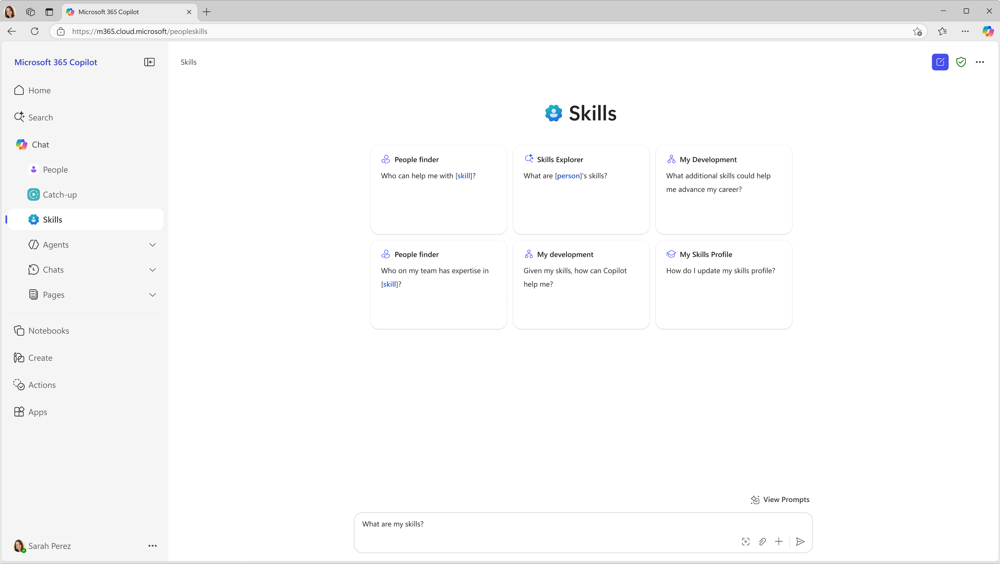 Microsoft 365 Copilot
https://m365.cloud.microsoft/peopleskills
Microsoft 365 Copilot
Home
Search
Chat
People
Catch-up
Skills
Agents
Chats
Pages
Notebooks
Create
Actions
Apps
Sarah Perez
Skills
Skills
People finder
Who can help me with [skill]?
Skills Explorer
What are [person]'s skills?
My Development
What additional skills could help
me advance my career?
People finder
Who on my team has expertise in
[skill]?
My development
Given my skills, how can Copilot
help me?
My Skills Profile
How do I update my skills profile?
View Prompts
What are my skills?